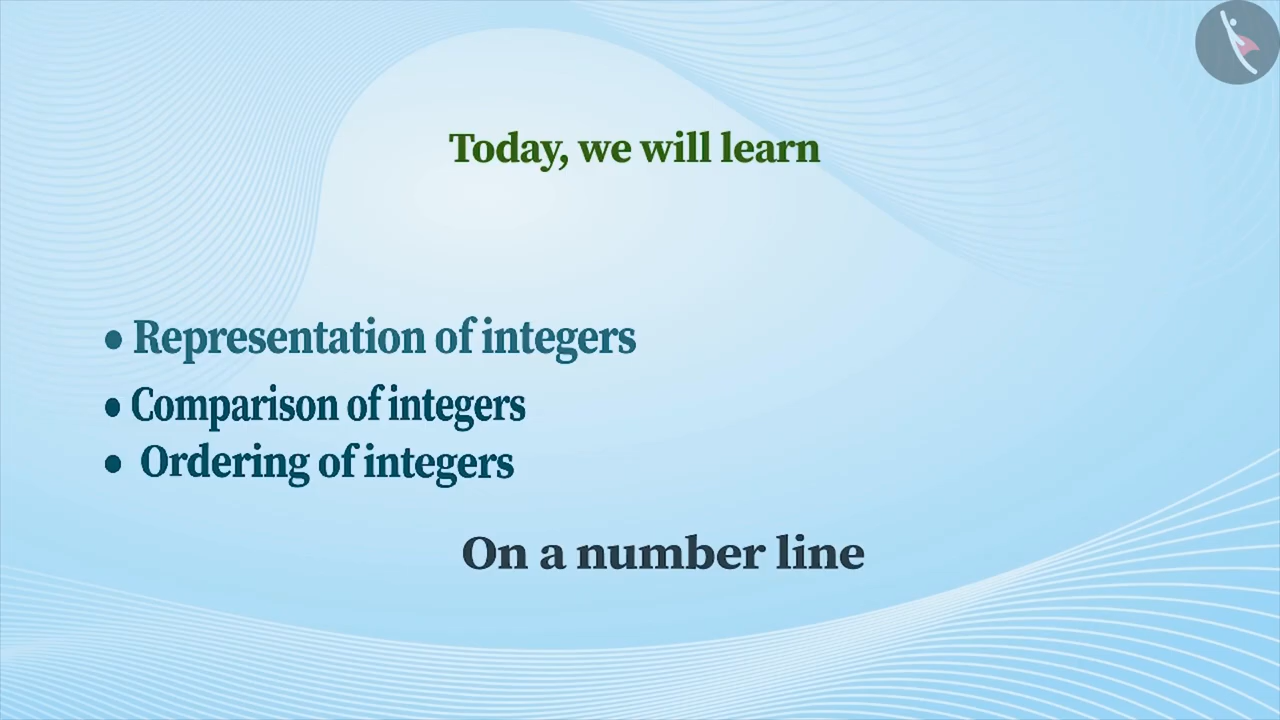 Today, we will learn
• Representation of integers
• Comparison of integers
• Ordering of integers
On a number line